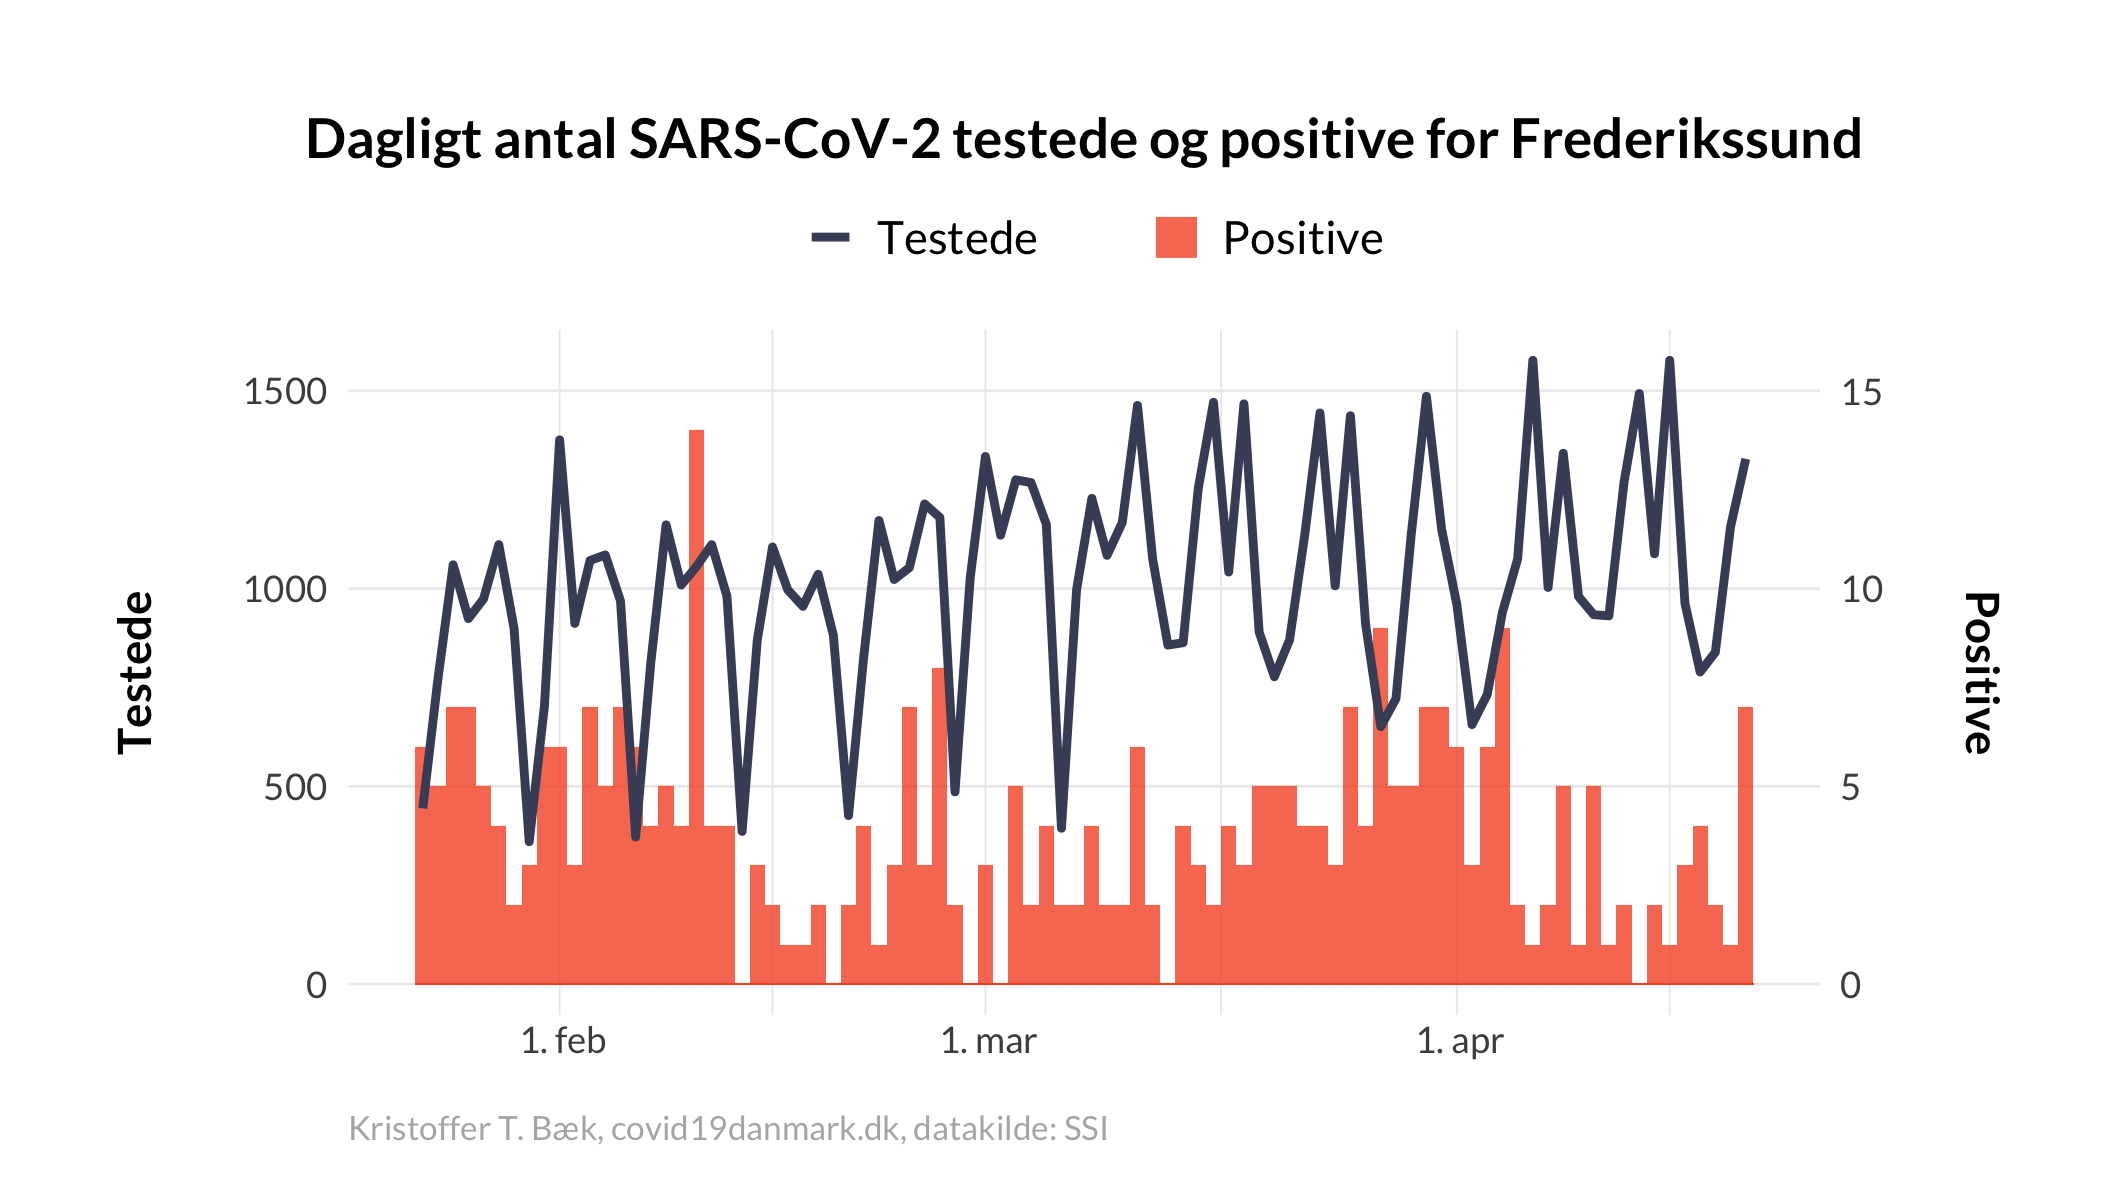 Dagligt antal SARS-CoV-2 testede og positive for Frederikssund
Testede
Positive
1500
1000
500
0
Testede
15
10
5
0
Positive
1. feb
1. mar
1. apr
Kristoffer T. Bæk, covid19danmark.dk, datakilde: SSI